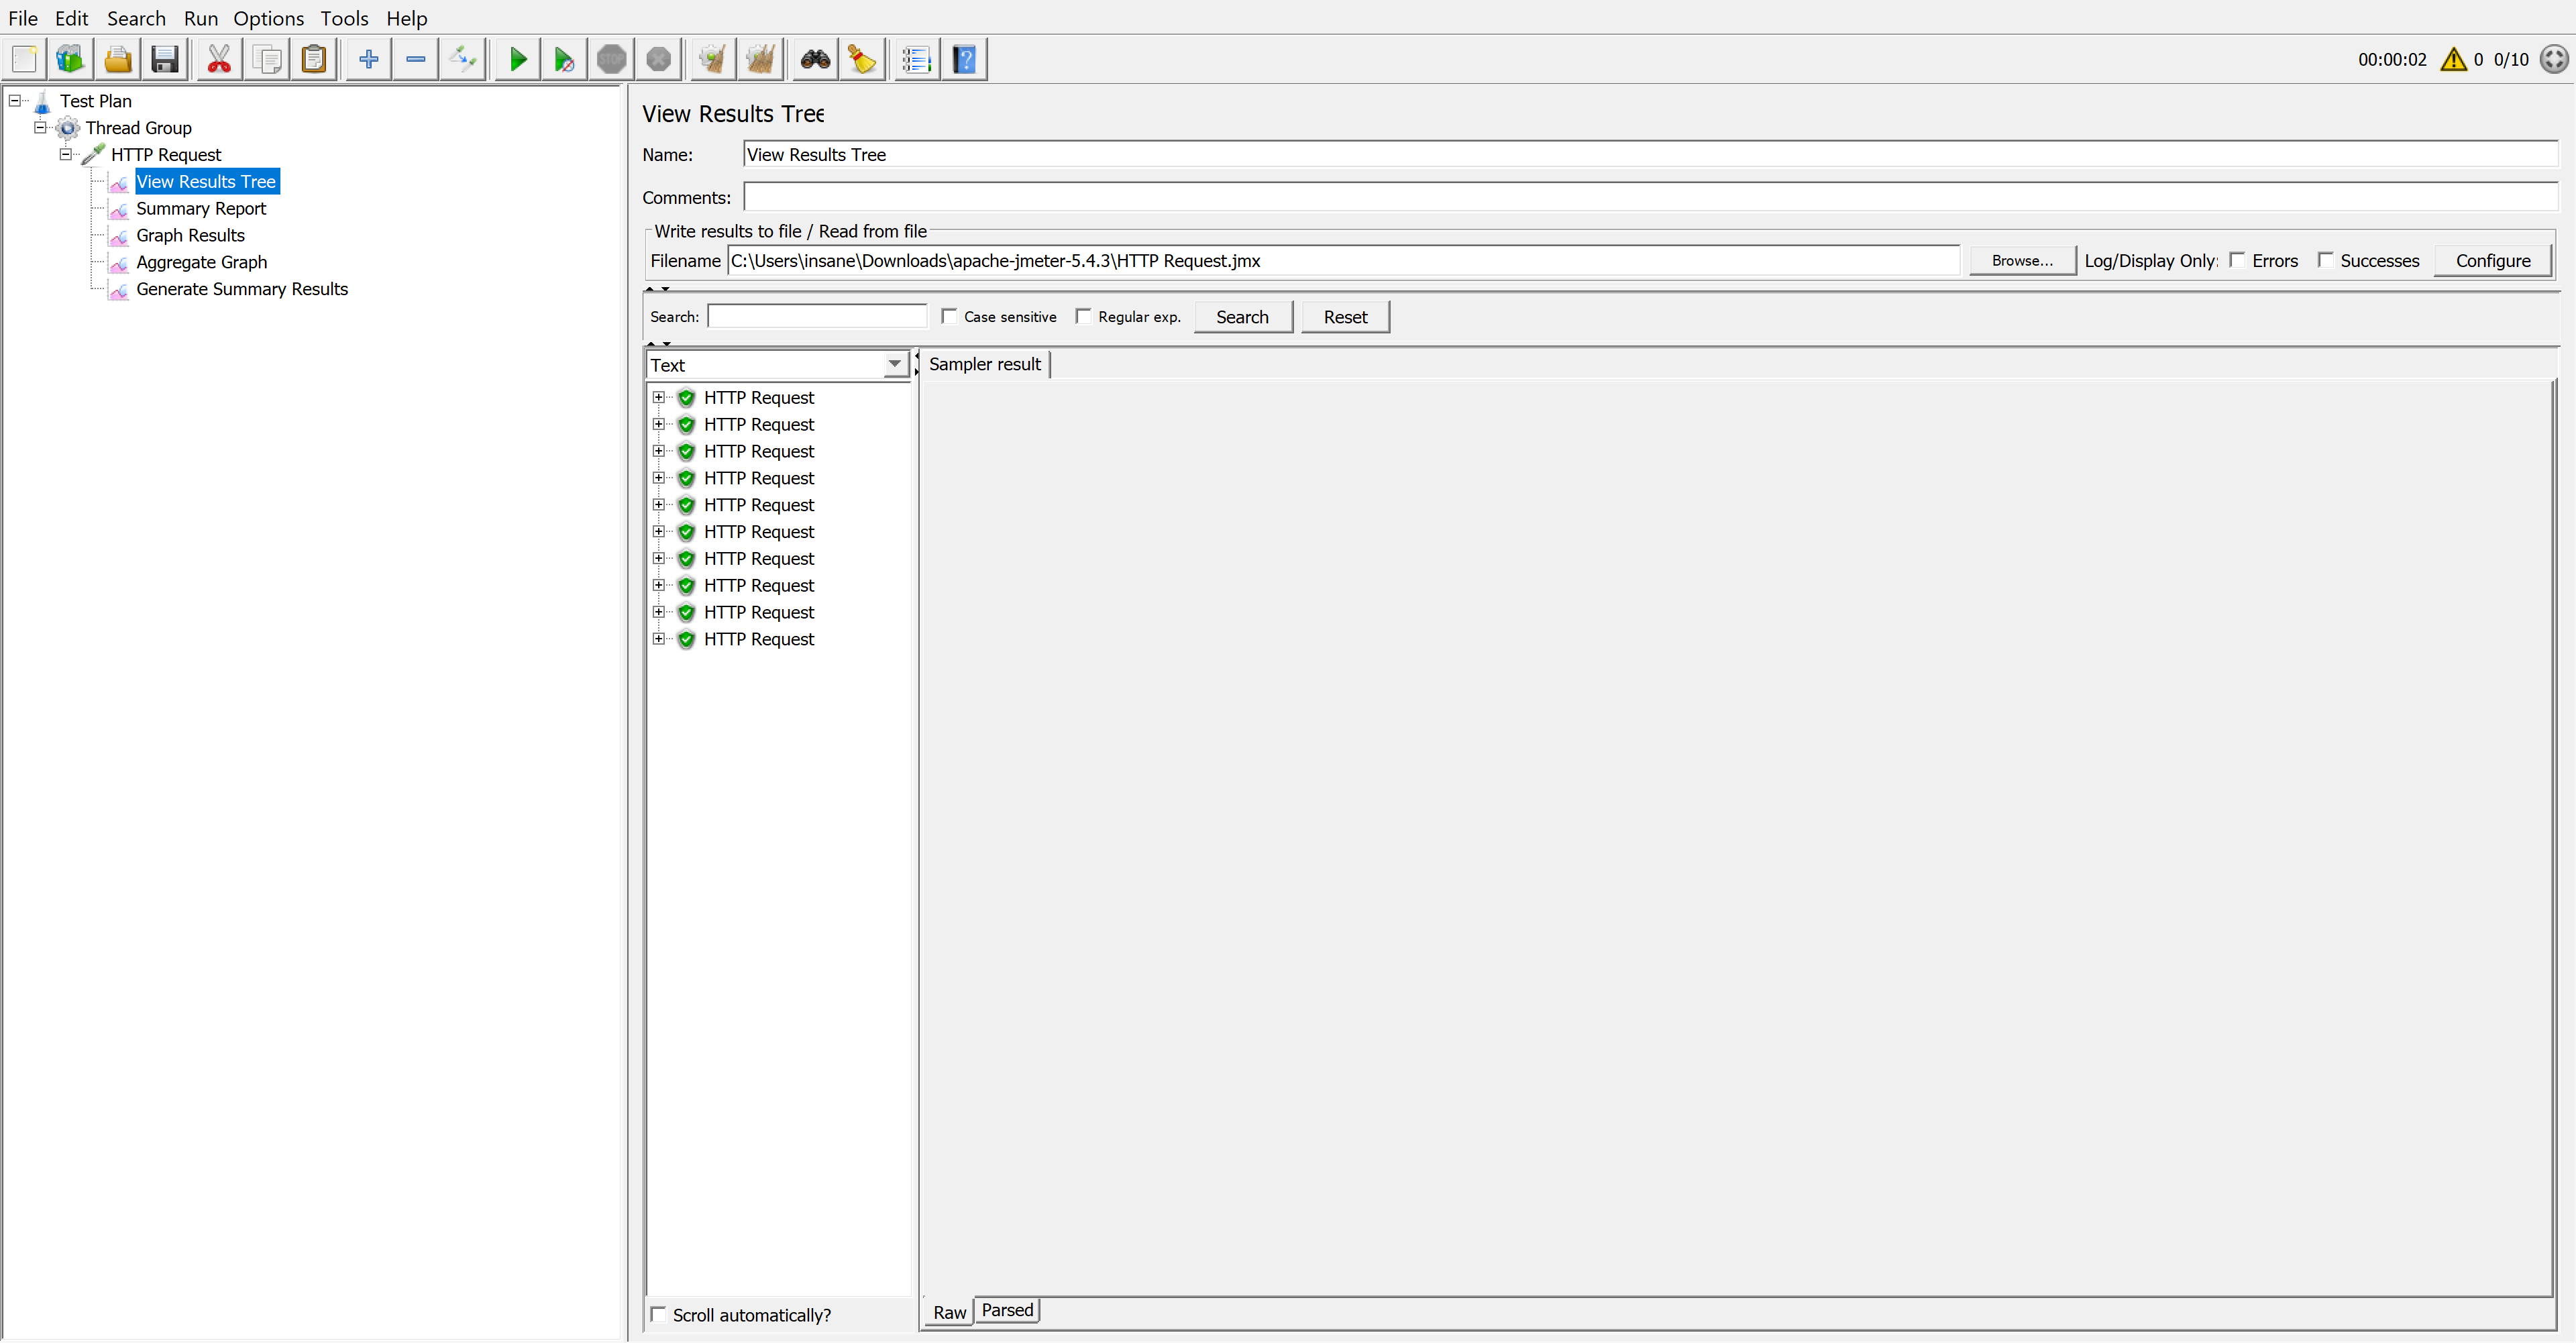 File Edit Search Run Options Tools Help
STOP
00:00:02 0 0/10
Test Plan
Thread Group
HTTP Request
View Results Tree
Summary Report
Graph Results
Aggregate Graph
Generate Summary Results
View Results Tree
Name: View Results Tree
Comments:
Write results to file / Read from file
Filename C:\Users\insane\Downloads\apache-jmeter-5.4.3\HTTP Request.jmx Browse... Log/Display Only: Errors Successes Configure
Search: Case sensitive Regular exp. Search Reset
Text
Sampler result
HTTP Request
HTTP Request
HTTP Request
HTTP Request
HTTP Request
HTTP Request
HTTP Request
HTTP Request
HTTP Request
HTTP Request
Scroll automatically?
Raw Parsed